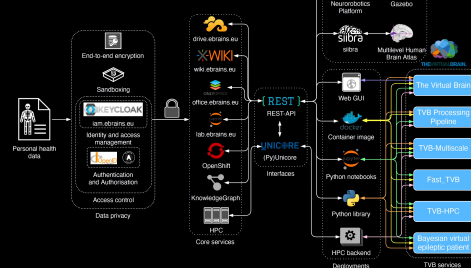 Personal health
data
End-to-end encryption
Sandboxing
KEYCLOAK
iam.ebrains.eu
Identity and access
management
OpenID
Authentication
and Authorisation
Access control
Data privacy
drive.ebrains.eu
WIKI
wiki.ebrains.eu
office.ebrains.eu
lab.ebrains.eu
OpenShift
KnowledgeGraph
HPC
Core services
[REST]
REST-API
UNICORE
(Py)Unicore
Interfaces
Neurorobotics
Platform
Gazebo
siibra
siibra
Multilevel Human
Brain Atlas
Web GUI
docker
Container image
Python notebooks
Python library
HPC backend
Deployments
THEVIRTUALBRAIN.
The Virtual Brain
TVB Processing
Pipeline
TVB-Multiscale
Fast_TVB
TVB-HPC
Bayesian virtual
epileptic patient
TVB services